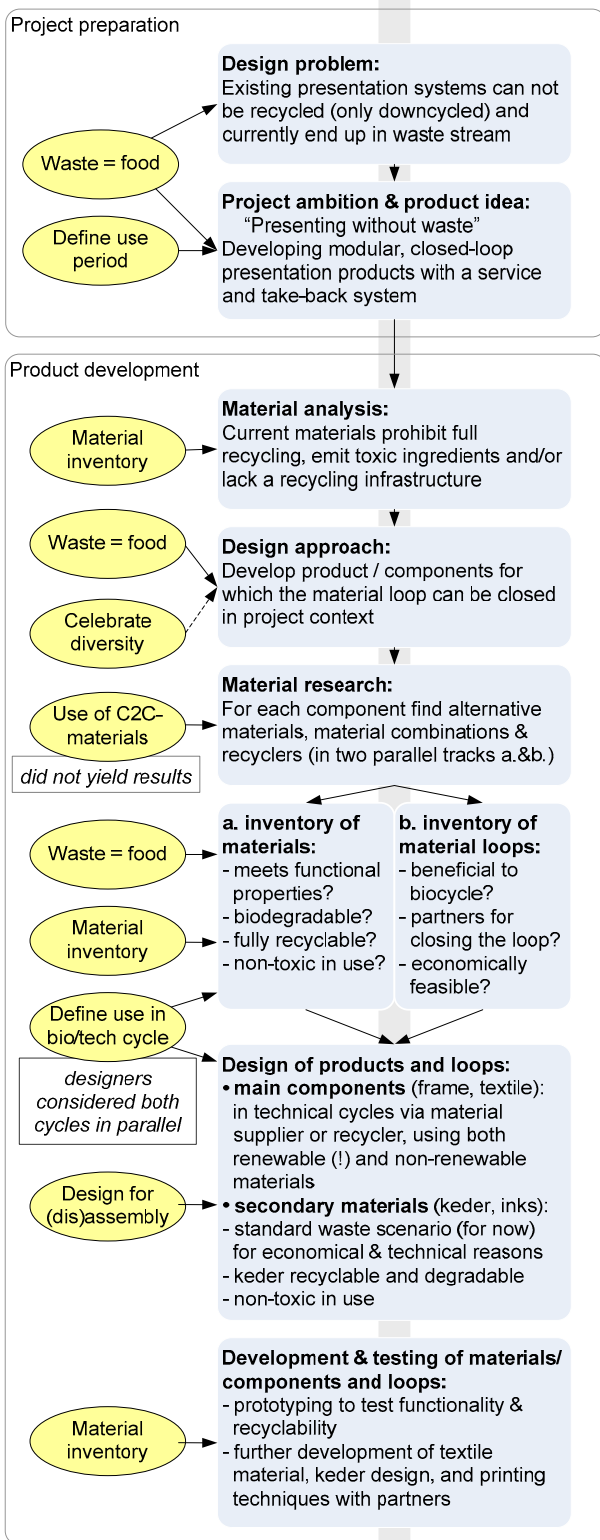 Project preparation
Design problem:
Existing presentation systems can not
be recycled (only downcycled) and
currently end up in waste stream
Waste = food
Project ambition & product idea:
“Presenting without waste”
Developing modular, closed-loop
presentation products with a service
and take-back system
Define use
period
Product development
Material analysis:
Current materials prohibit full
recycling, emit toxic ingredients and/or
lack a recycling infrastructure
Material
inventory
Waste = food
Design approach:
Develop product / components for
which the material loop can be closed
in project context
Celebrate
diversity
Material research:
For each component find alternative
materials, material combinations &
recyclers (in two parallel tracks a.&b.)
Use of C2C-
materials
did not yield results
a. inventory of
materials:
- meets functional
properties?
- biodegradable?
- fully recyclable?
- non-toxic in use?
b. inventory of
material loops:
- beneficial to
biocycle?
- partners for
closing the loop?
- economically
feasible?
Waste = food
Material
inventory
Define use in
bio/tech cycle
designers
considered both
cycles in parallel
Design of products and loops:
• main components (frame, textile):
in technical cycles via material
supplier or recycler, using both
renewable (!) and non-renewable
materials
• secondary materials (keder, inks):
- standard waste scenario (for now)
for economical & technical reasons
- keder recyclable and degradable
- non-toxic in use
Design for
(dis)assembly
Development & testing of materials/
components and loops:
- prototyping to test functionality &
recyclability
- further development of textile
material, keder design, and printing
techniques with partners
Material
inventory